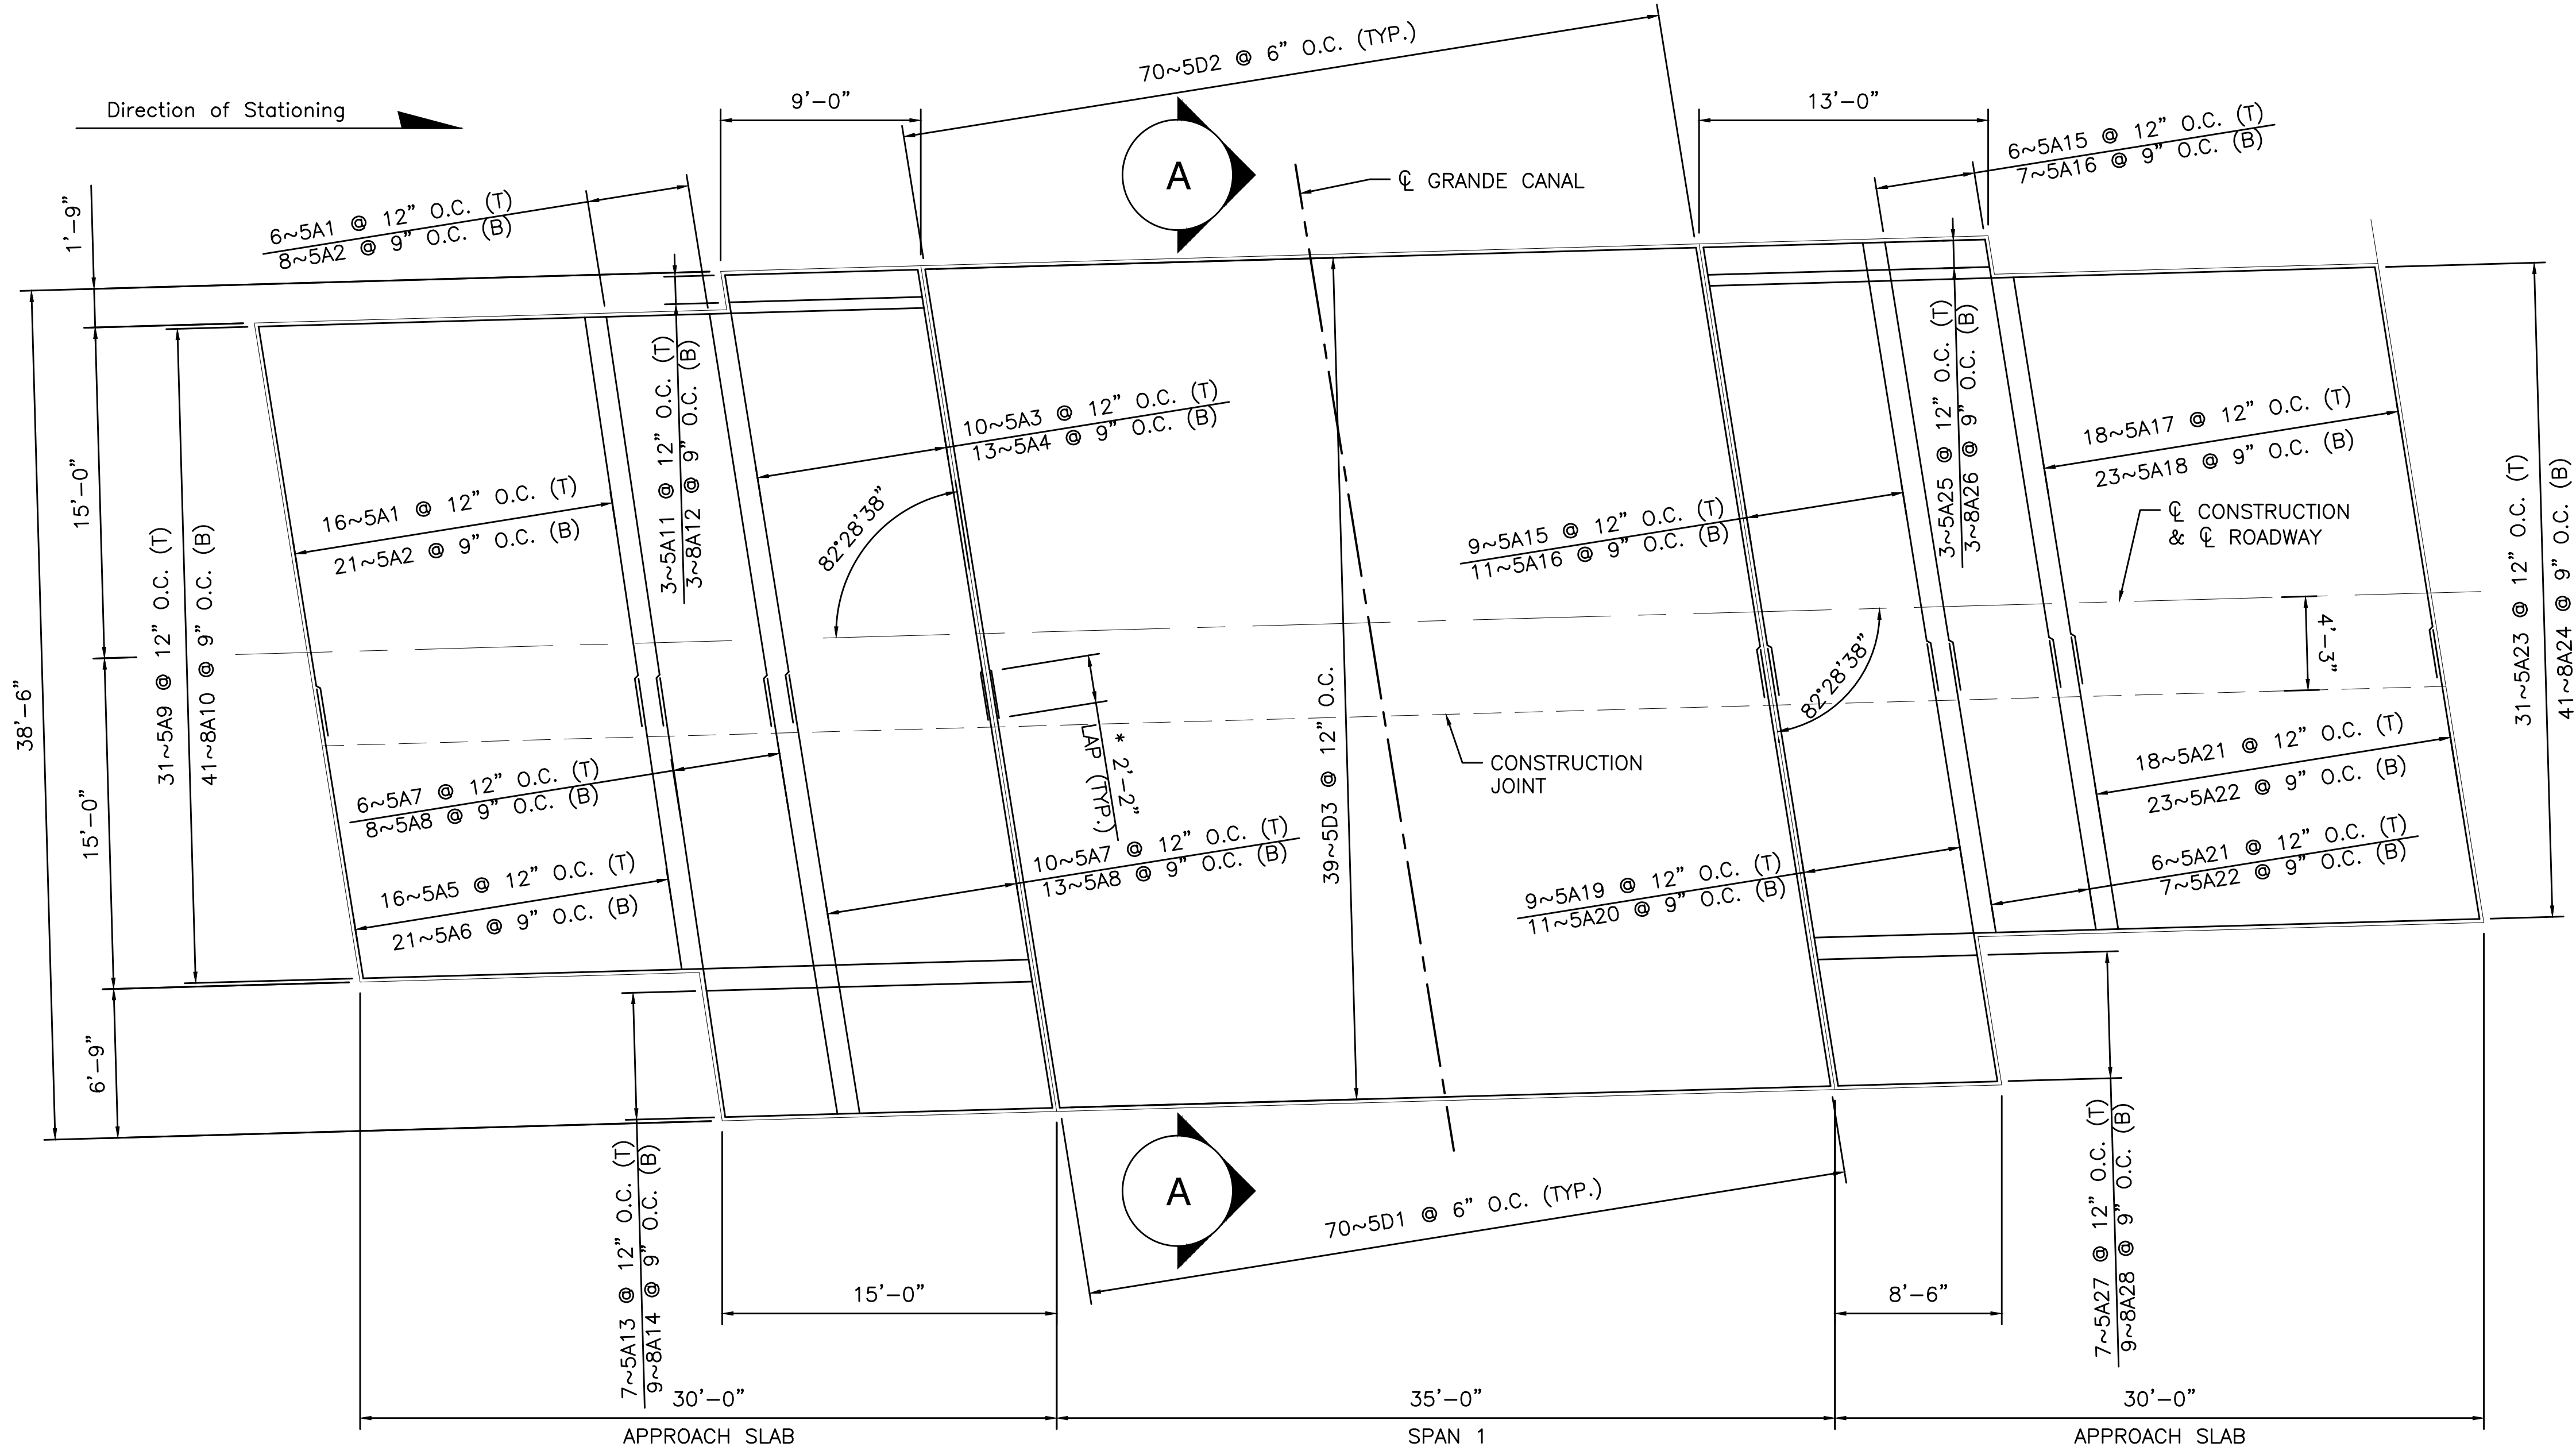 70~5D2 @ 6" O.C. (TYP.)
Direction of Stationing
9'-0"
13'-0"
6~5A15 @ 12" O.C. (T)
7~5A16 @ 9" O.C. (B)
A
℄ GRANDE CANAL
1'-9"
6~5A1 @ 12" O.C. (T)
8~5A2 @ 9" O.C. (B)
3~5A11 @ 12" O.C. (T)
3~8A12 @ 9" O.C. (B)
3~5A25 @ 12" O.C. (T)
3~8A26 @ 9" O.C. (B)
10~5A3 @ 12" O.C. (T)
13~5A4 @ 9" O.C. (B)
18~5A17 @ 12" O.C. (T)
23~5A18 @ 9" O.C. (B)
15'-0"
16~5A1 @ 12" O.C. (T)
21~5A2 @ 9" O.C. (B)
82°28'38"
9~5A15 @ 12" O.C. (T)
11~5A16 @ 9" O.C. (B)
℄ CONSTRUCTION
& ℄ ROADWAY
31~5A9 @ 12" O.C. (T)
41~8A10 @ 9" O.C. (B)
31~5A23 @ 12" O.C. (T)
41~8A24 @ 9" O.C. (B)
38'-6"
4'-3"
82°28'38"
* 2'-2"
LAP (TYP.)
39~5D3 @ 12" O.C.
CONSTRUCTION
JOINT
18~5A21 @ 12" O.C. (T)
23~5A22 @ 9" O.C. (B)
15'-0"
6~5A7 @ 12" O.C. (T)
8~5A8 @ 9" O.C. (B)
10~5A7 @ 12" O.C. (T)
13~5A8 @ 9" O.C. (B)
6~5A21 @ 12" O.C. (T)
7~5A22 @ 9" O.C. (B)
16~5A5 @ 12" O.C. (T)
21~5A6 @ 9" O.C. (B)
9~5A19 @ 12" O.C. (T)
11~5A20 @ 9" O.C. (B)
6'-9"
A
70~5D1 @ 6" O.C. (TYP.)
7~5A13 @ 12" O.C. (T)
9~8A14 @ 9" O.C. (B)
7~5A27 @ 12" O.C. (T)
9~8A28 @ 9" O.C. (B)
15'-0"
8'-6"
30'-0"
35'-0"
30'-0"
APPROACH SLAB
SPAN 1
APPROACH SLAB